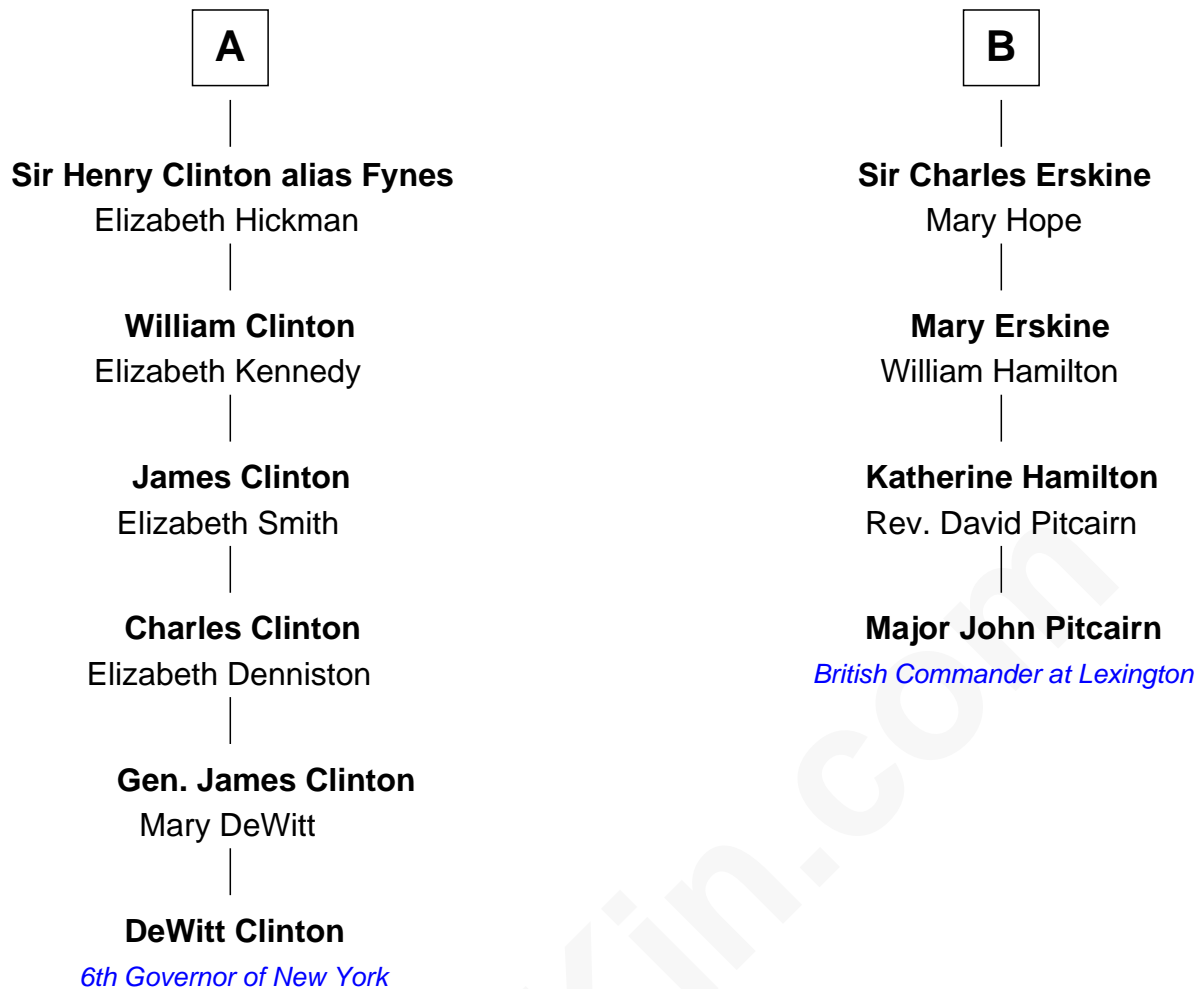 A
Sir Henry Clinton alias Fynes
Elizabeth Hickman
William Clinton
Elizabeth Kennedy
James Clinton
Elizabeth Smith
Charles Clinton
Elizabeth Denniston
Gen. James Clinton
Mary DeWitt
DeWitt Clinton
6th Governor of New York
B
Sir Charles Erskine
Mary Hope
Mary Erskine
William Hamilton
Katherine Hamilton
Rev. David Pitcairn
Major John Pitcairn
British Commander at Lexington